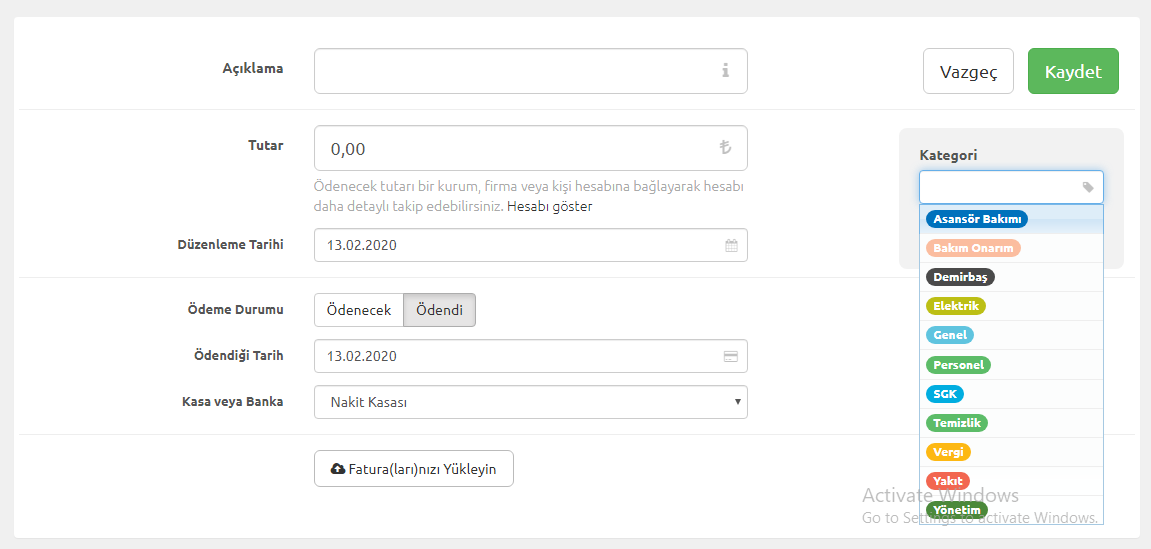 Açıklama
Vazgeç
Kaydet
Tutar
0,00
Ödenecek tutarı bir kurum, firma veya kişi hesabına bağlayarak hesabı
daha detaylı takip edebilirsiniz. Hesabı göster
Düzenleme Tarihi
13.02.2020
Ödeme Durumu
Ödenecek
Ödendi
Ödendiği Tarih
13.02.2020
Kasa veya Banka
Nakit Kasası
Fatura(ları)nızı Yükleyin
Kategori
Asansör Bakımı
Bakım Onarım
Demirbaş
Elektrik
Genel
Personel
SGK
Temizlik
Vergi
Yakıt
Yönetim
Activate Windows
Go to Settings to activate Windows.